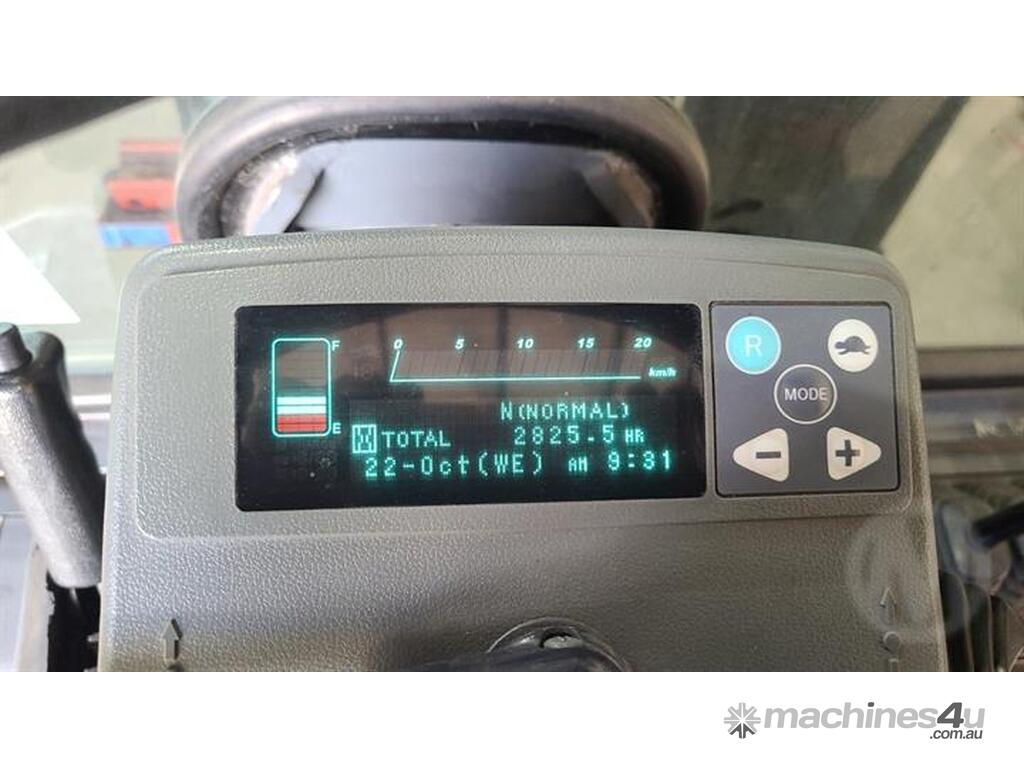 F
0 5 10 15 20
km/h
E
N(NORMAL)
TOTAL 2825.5 HR
22-Oct(WE) AM 9:31
R
MODE
- +
machines4u
.com.au